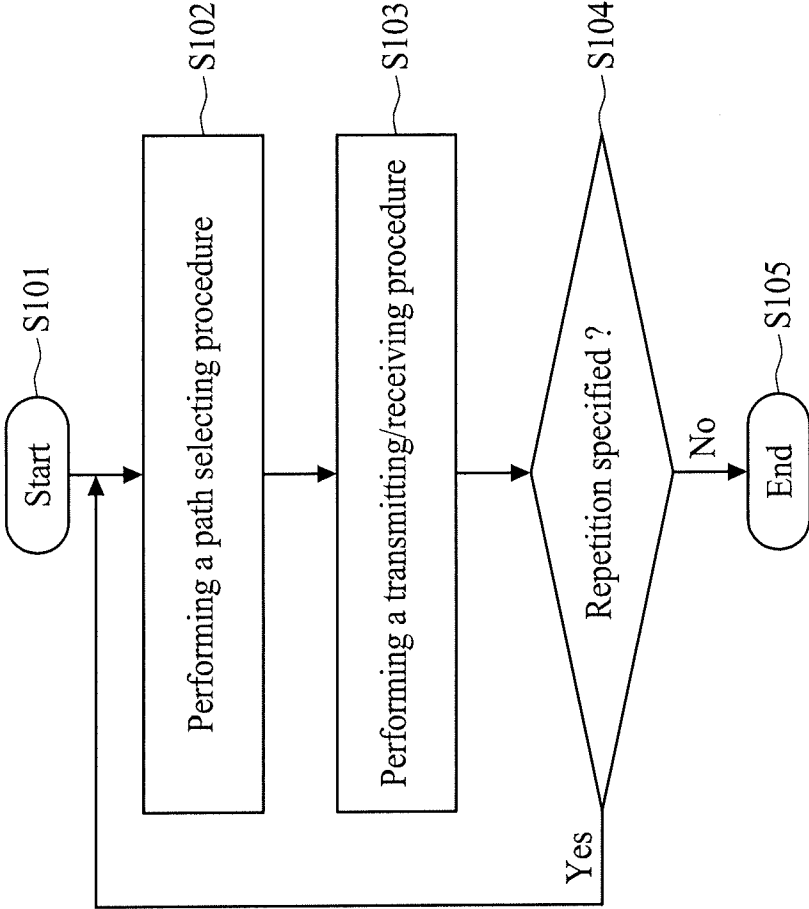 Start
S101
Performing a path selecting procedure
S102
Performing a transmitting/receiving procedure
S103
Repetition specified ?
S104
Yes
No
End
S105